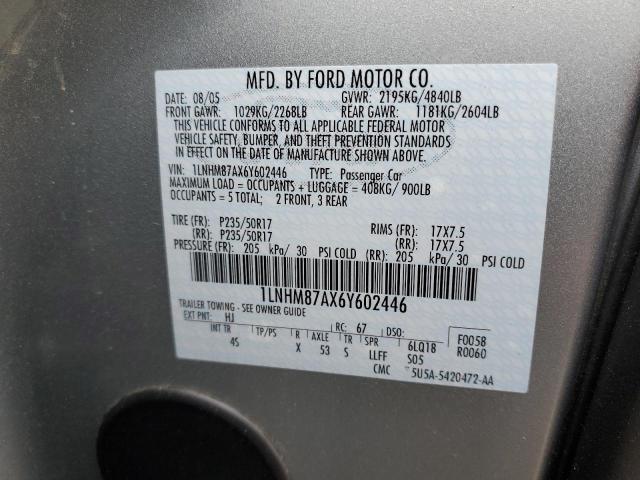 MFD. BY FORD MOTOR CO.
DATE: 08/05 GVWR: 2195KG/4840LB
FRONT GAWR: 1029KG/2268LB REAR GAWR: 1181KG/2604LB
THIS VEHICLE CONFORMS TO ALL APPLICABLE FEDERAL MOTOR
VEHICLE SAFETY, BUMPER, AND THEFT PREVENTION STANDARDS
IN EFFECT ON THE DATE OF MANUFACTURE SHOWN ABOVE.
VIN: 1LNHM87AX6Y602446 TYPE: Passenger Car
MAXIMUM LOAD = OCCUPANTS + LUGGAGE = 408KG/ 900LB
OCCUPANTS = 5 TOTAL; 2 FRONT, 3 REAR
TIRE (FR): P235/50R17 RIMS (FR): 17X7.5
(RR): P235/50R17 (RR): 17X7.5
PRESSURE (FR): 205 kPa/ 30 PSI COLD (RR): 205 kPa/ 30 PSI COLD
1LNHM87AX6Y602446
TRAILER TOWING - SEE OWNER GUIDE
EXT PNT: HJ RC: 67 DSO: F0058
INT TR TP/PS R AXLE TR SPR 6LQ18 R0060
45 X 53 S LLFF S05
CMC 5U5A-5420472-AA